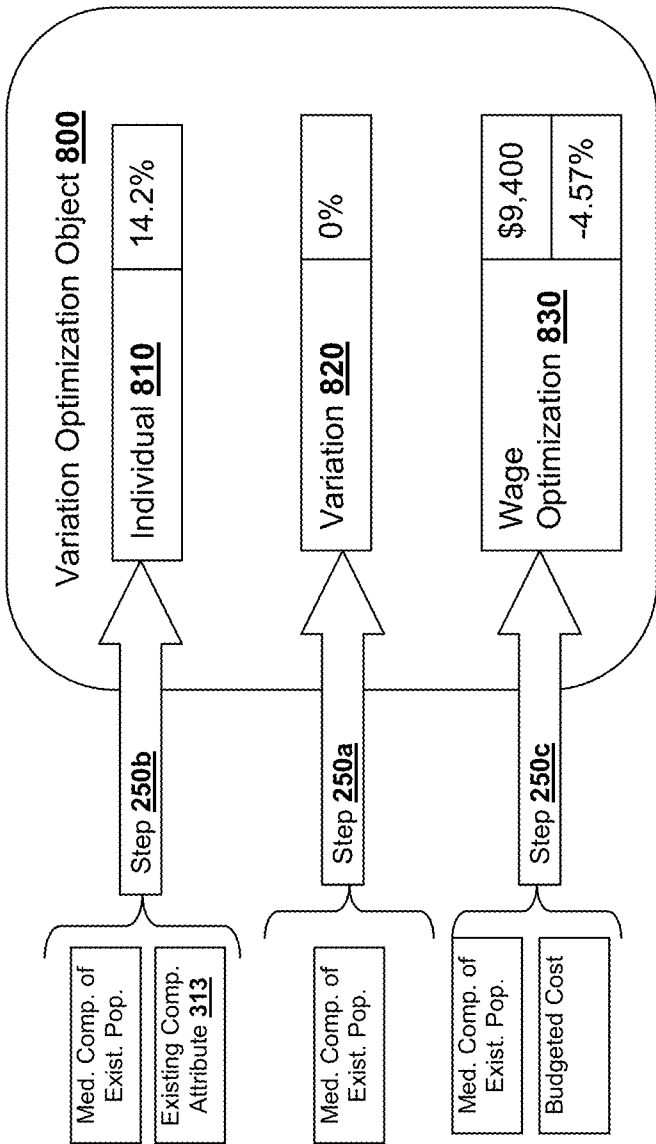 Variation Optimization Object 800
Med. Comp. of
Exist. Pop.
Existing Comp.
Attribute 313
Step 250b
Individual 810
14.2%
Med. Comp. of
Exist. Pop.
Step 250a
Variation 820
0%
Med. Comp. of
Exist. Pop.
Budgeted Cost
Step 250c
Wage
Optimization 830
$9,400
-4.57%